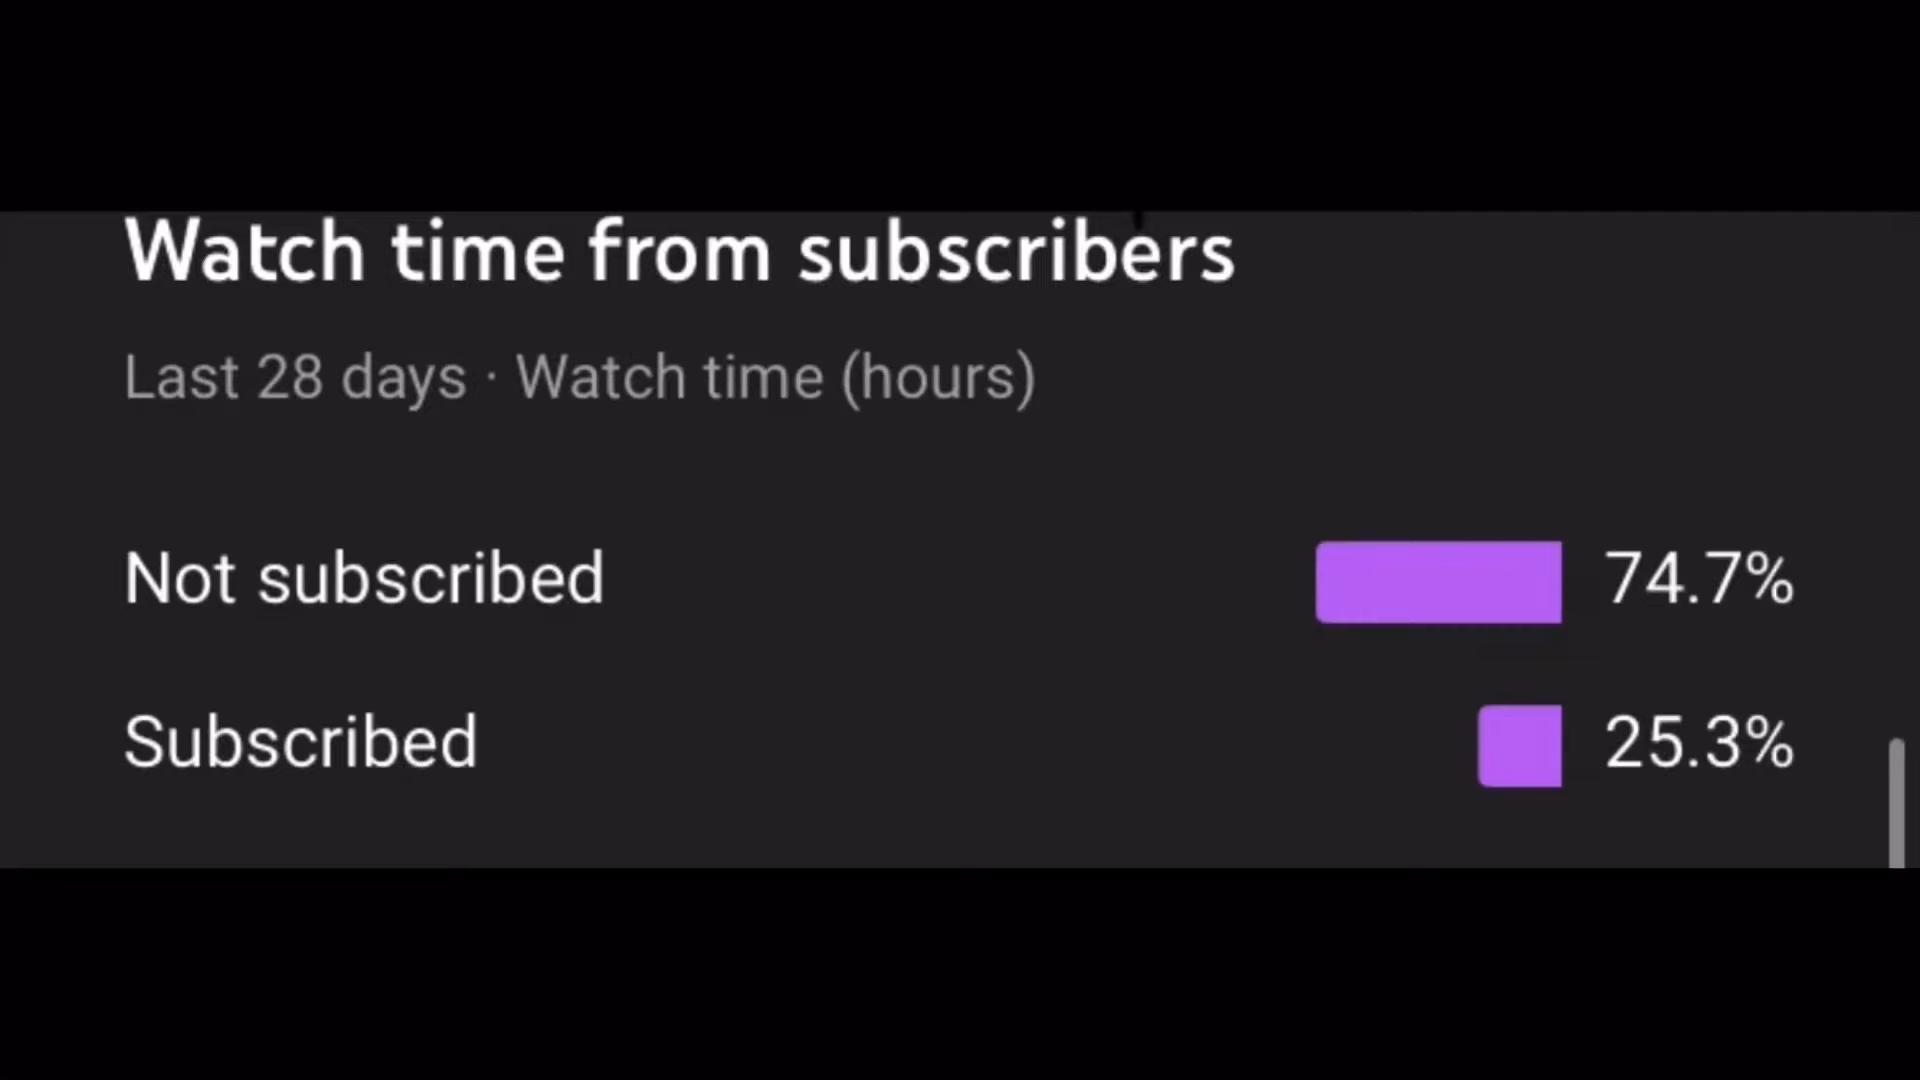 Watch time from subscribers
Last 28 days · Watch time (hours)
Not subscribed 74.7%
Subscribed 25.3%